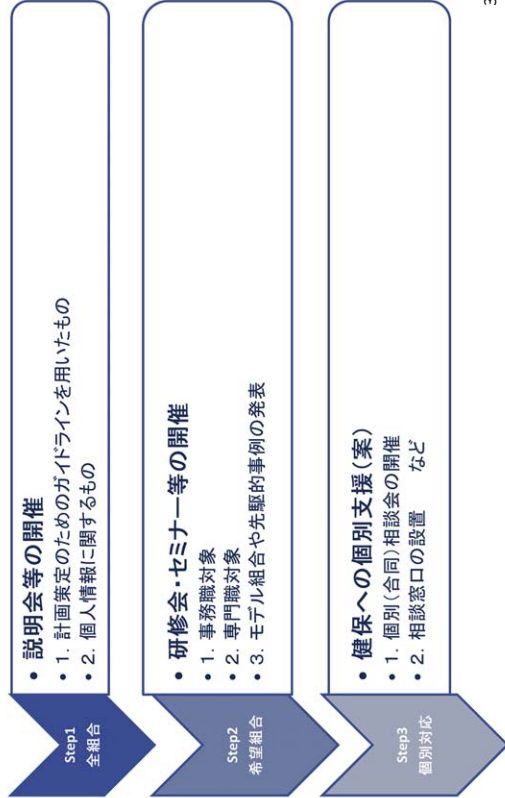 Step1
全組合
• 説明会等の開催
• 1. 計画策定のためのガイドラインを用いたもの
• 2. 個人情報に関するもの
Step2
希望組合
• 研修会・セミナー等の開催
• 1. 事務職対象
• 2. 専門職対象
• 3. モデル組合や先駆的事例の発表
Step3
個別対応
• 健保への個別支援（案）
• 1. 個別（合同）相談会の開催
• 2. 相談窓口の設置　など